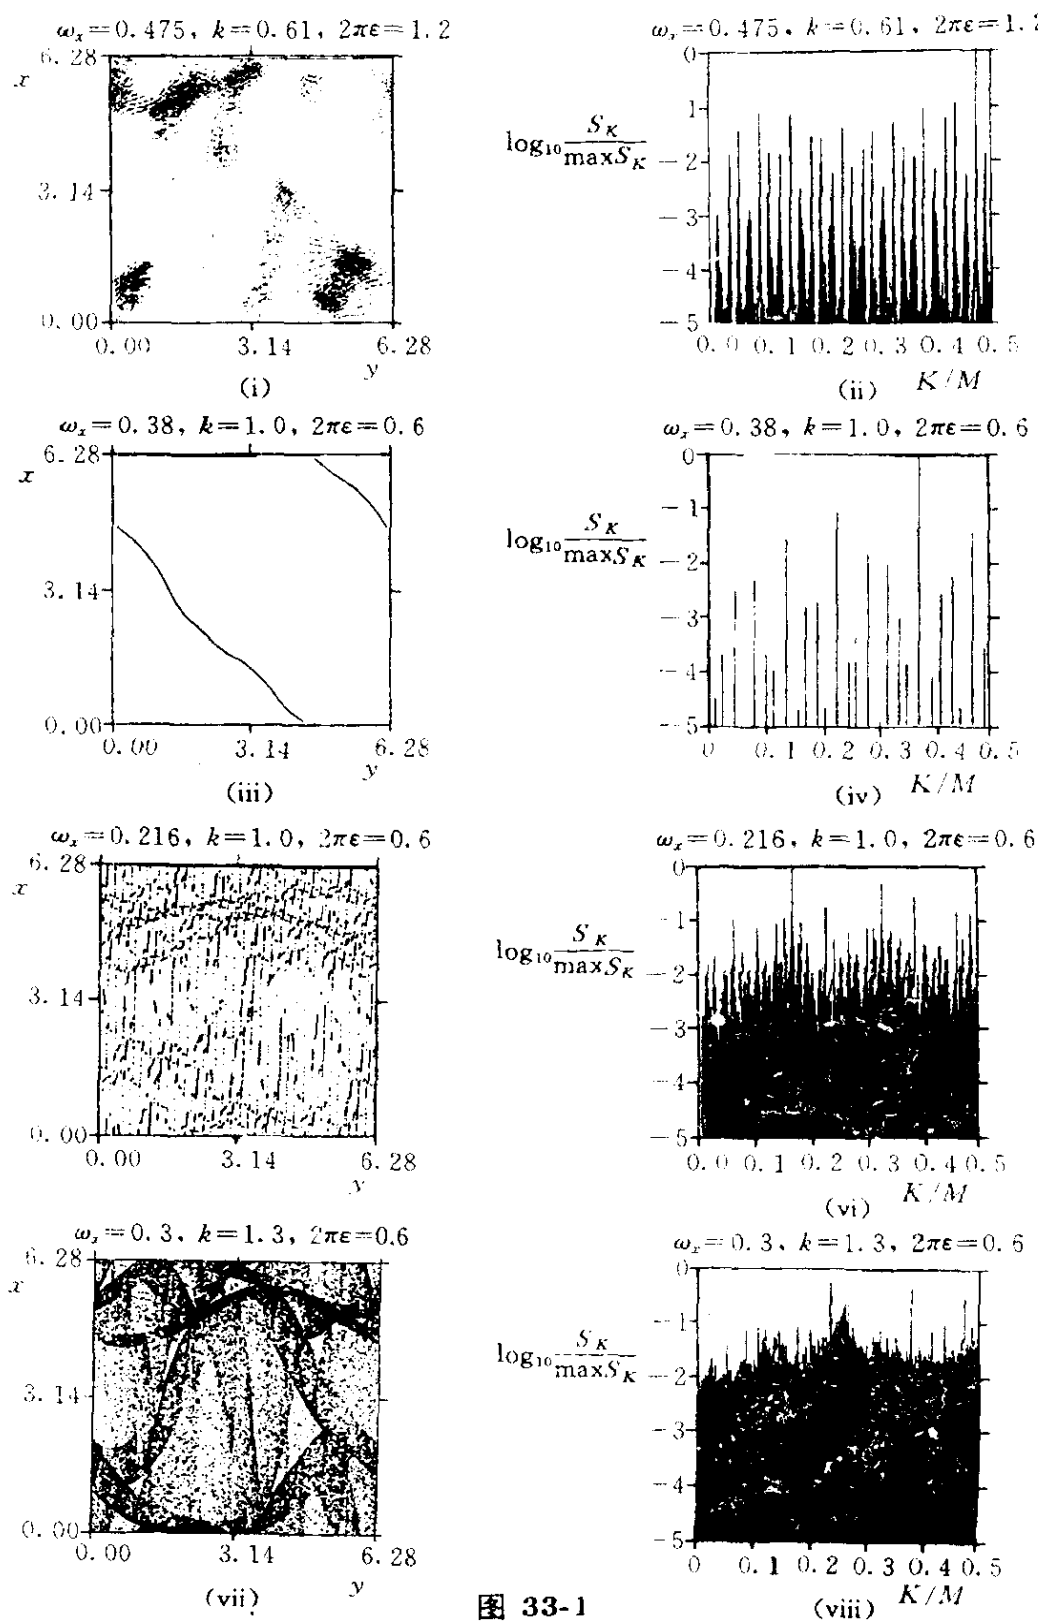 ωₓ=0.475, k=0.61, 2πε=1.2
6.28
x
3.14
0.00
0.00 3.14 6.28
y
(i)
ωₓ=0.475, k=0.61, 2πε=1.2
0
-1
log₁₀ S_K/maxS_K
-2
-3
-4
-5
0.0 0.1 0.2 0.3 0.4 0.5
(ii) K/M
ωₓ=0.38, k=1.0, 2πε=0.6
6.28
x
3.14
0.00
0.00 3.14 6.28
y
(iii)
ωₓ=0.38, k=1.0, 2πε=0.6
0
-1
log₁₀ S_K/maxS_K
-2
-3
-4
-5
0 0.1 0.2 0.3 0.4 0.5
(iv) K/M
ωₓ=0.216, k=1.0, 2πε=0.6
6.28
x
3.14
0.00
0.00 3.14 6.28
y
ωₓ=0.216, k=1.0, 2πε=0.6
0
-1
log₁₀ S_K/maxS_K
-2
-3
-4
-5
0.0 0.1 0.2 0.3 0.4 0.5
(vi) K/M
ωₓ=0.3, k=1.3, 2πε=0.6
6.28
x
3.14
0.00
0.00 3.14 6.28
y
(vii)
ωₓ=0.3, k=1.3, 2πε=0.6
0
-1
log₁₀ S_K/maxS_K
-2
-3
-4
-5
0 0.1 0.2 0.3 0.4 0.5
(viii) K/M
图 33-1